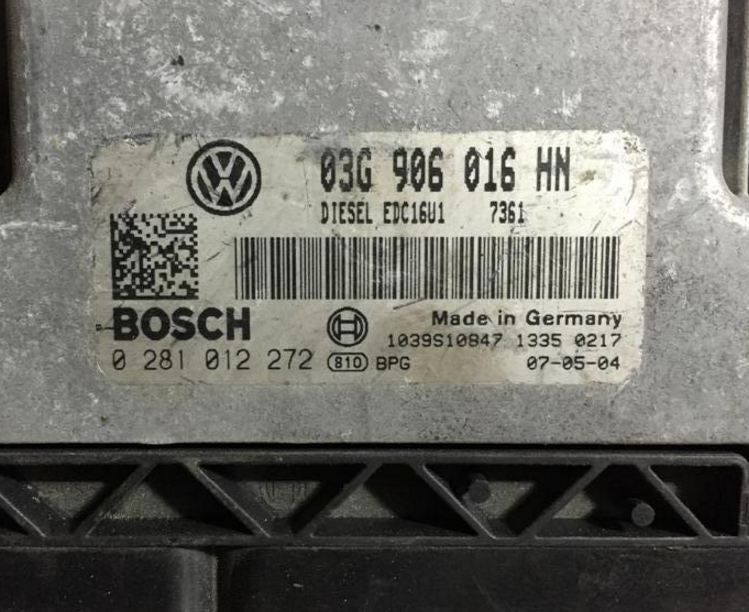 03G 906 016 HN
DIESEL EDC16U1 7361
BOSCH
Made in Germany
1039S10847 1335 0217
0 281 012 272 810 BPG 07-05-04